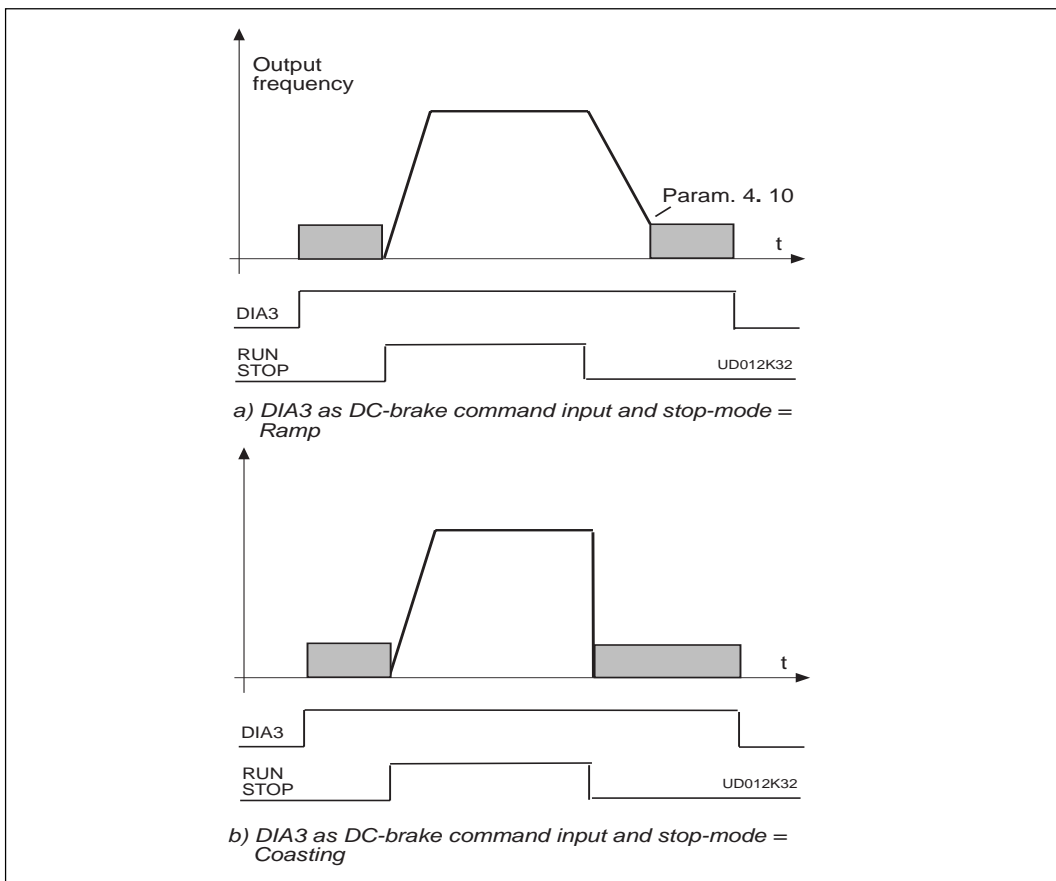 Output
frequency
Param. 4. 10
t
DIA3
RUN
STOP
UD012K32
a) DIA3 as DC-brake command input and stop-mode =
Ramp
t
DIA3
RUN
STOP
UD012K32
b) DIA3 as DC-brake command input and stop-mode =
Coasting